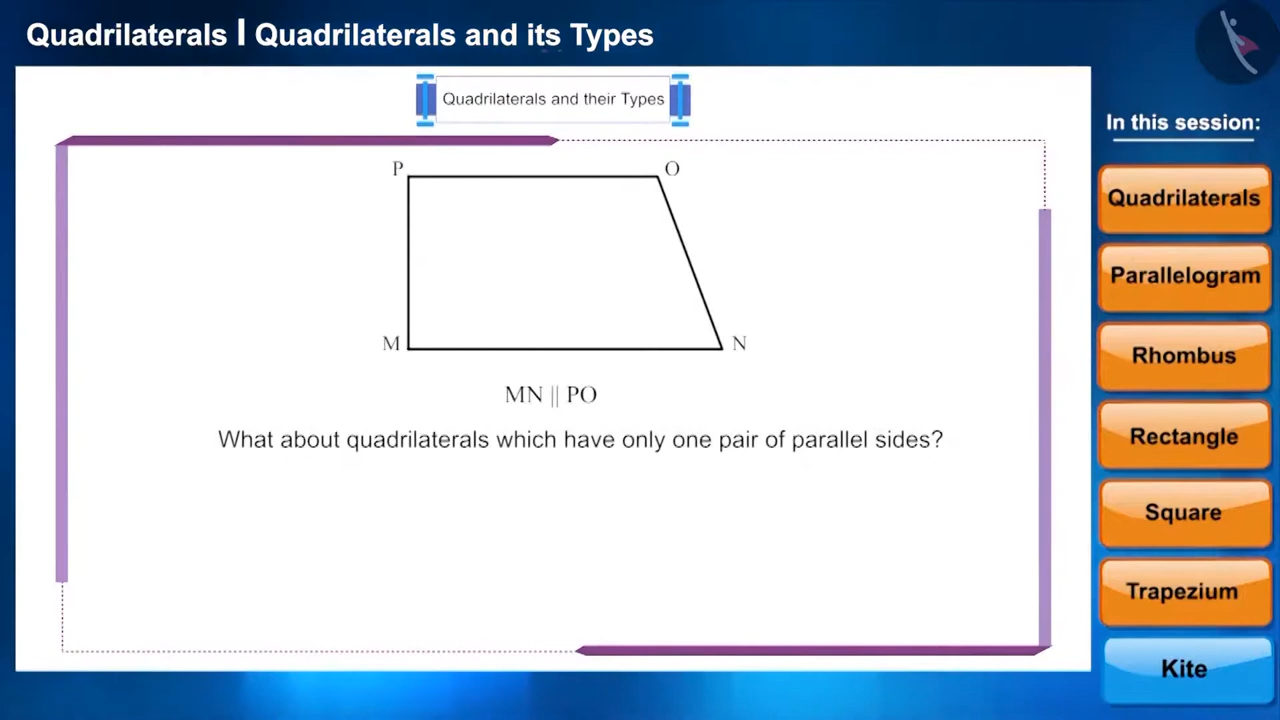 Quadrilaterals I Quadrilaterals and its Types
Quadrilaterals and their Types
P
O
M
N
MN || PO
What about quadrilaterals which have only one pair of parallel sides?
In this session:
Quadrilaterals
Parallelogram
Rhombus
Rectangle
Square
Trapezium
Kite